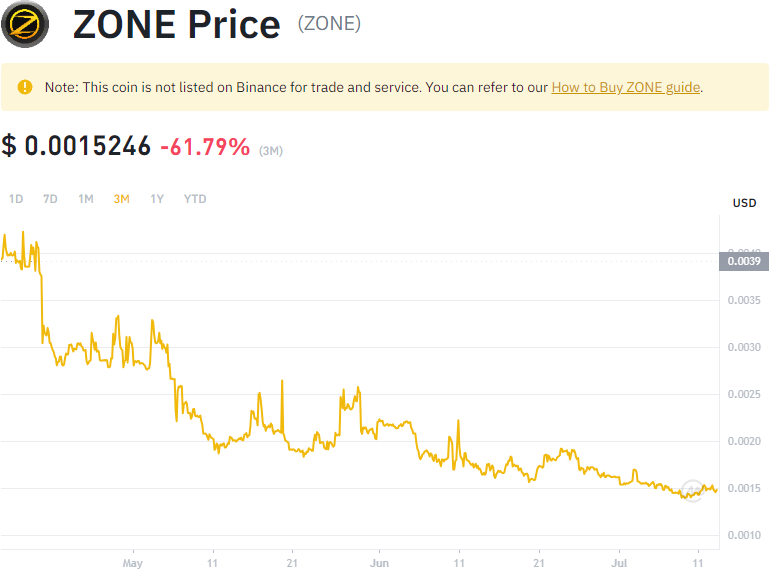 ZONE Price (ZONE)
Note: This coin is not listed on Binance for trade and service. You can refer to our How to Buy ZONE guide.
$ 0.0015246 -61.79% (3M)
1D 7D 1M 3M 1Y YTD
USD
0.0040
0.0039
0.0035
0.0030
0.0025
0.0020
0.0015
0.0010
May 11 21 Jun 11 21 Jul 11